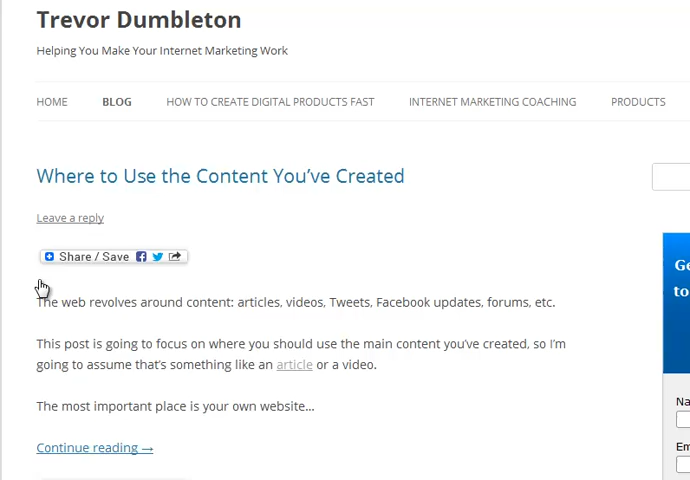 Trevor Dumbleton
Helping You Make Your Internet Marketing Work
HOME BLOG HOW TO CREATE DIGITAL PRODUCTS FAST INTERNET MARKETING COACHING PRODUCTS
Where to Use the Content You've Created
Leave a reply
Share / Save
Ge
to
The web revolves around content: articles, videos, Tweets, Facebook updates, forums, etc.
This post is going to focus on where you should use the main content you've created, so I'm
going to assume that's something like an article or a video.
Na
The most important place is your own website…
Em
Continue reading →